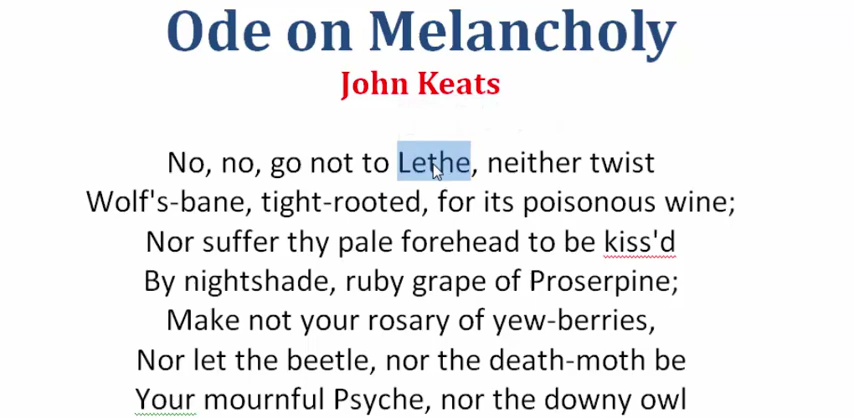 Ode on Melancholy
John Keats
No, no, go not to Lethe, neither twist
Wolf's-bane, tight-rooted, for its poisonous wine;
Nor suffer thy pale forehead to be kiss'd
By nightshade, ruby grape of Proserpine;
Make not your rosary of yew-berries,
Nor let the beetle, nor the death-moth be
Your mournful Psyche, nor the downy owl